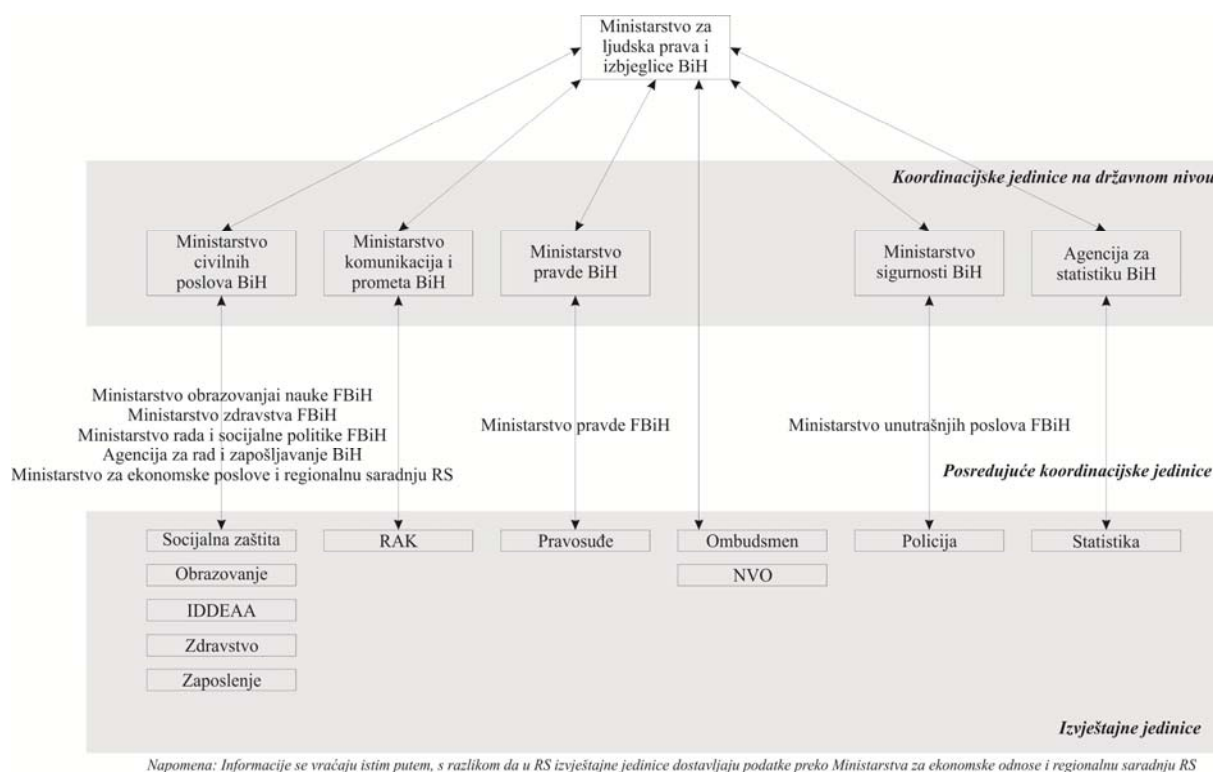 Ministarstvo za
ljudska prava i
izbjeglice BiH
Koordinacijske jedinice na državnom nivou
Ministarstvo
civilnih
poslova BiH
Ministarstvo
komunikacija i
prometa BiH
Ministarstvo
pravde BiH
Ministarstvo
sigurnosti BiH
Agencija za
statistiku BiH
Ministarstvo obrazovanjai nauke FBiH
Ministarstvo zdravstva FBiH
Ministarstvo rada i socijalne politike FBiH
Agencija za rad i zapošljavanje BiH
Ministarstvo za ekonomske poslove i regionalnu saradnju RS
Ministarstvo pravde FBiH
Ministarstvo unutrašnjih poslova FBiH
Posredujuće koordinacijske jedinice
Socijalna zaštita
Obrazovanje
IDDEAA
Zdravstvo
Zaposlenje
RAK
Pravosuđe
Ombudsmen
NVO
Policija
Statistika
Izvještajne jedinice
Napomena: Informacije se vraćaju istim putem, s razlikom da u RS izvještajne jedinice dostavljaju podatke preko Ministarstva za ekonomske odnose i regionalnu saradnju RS